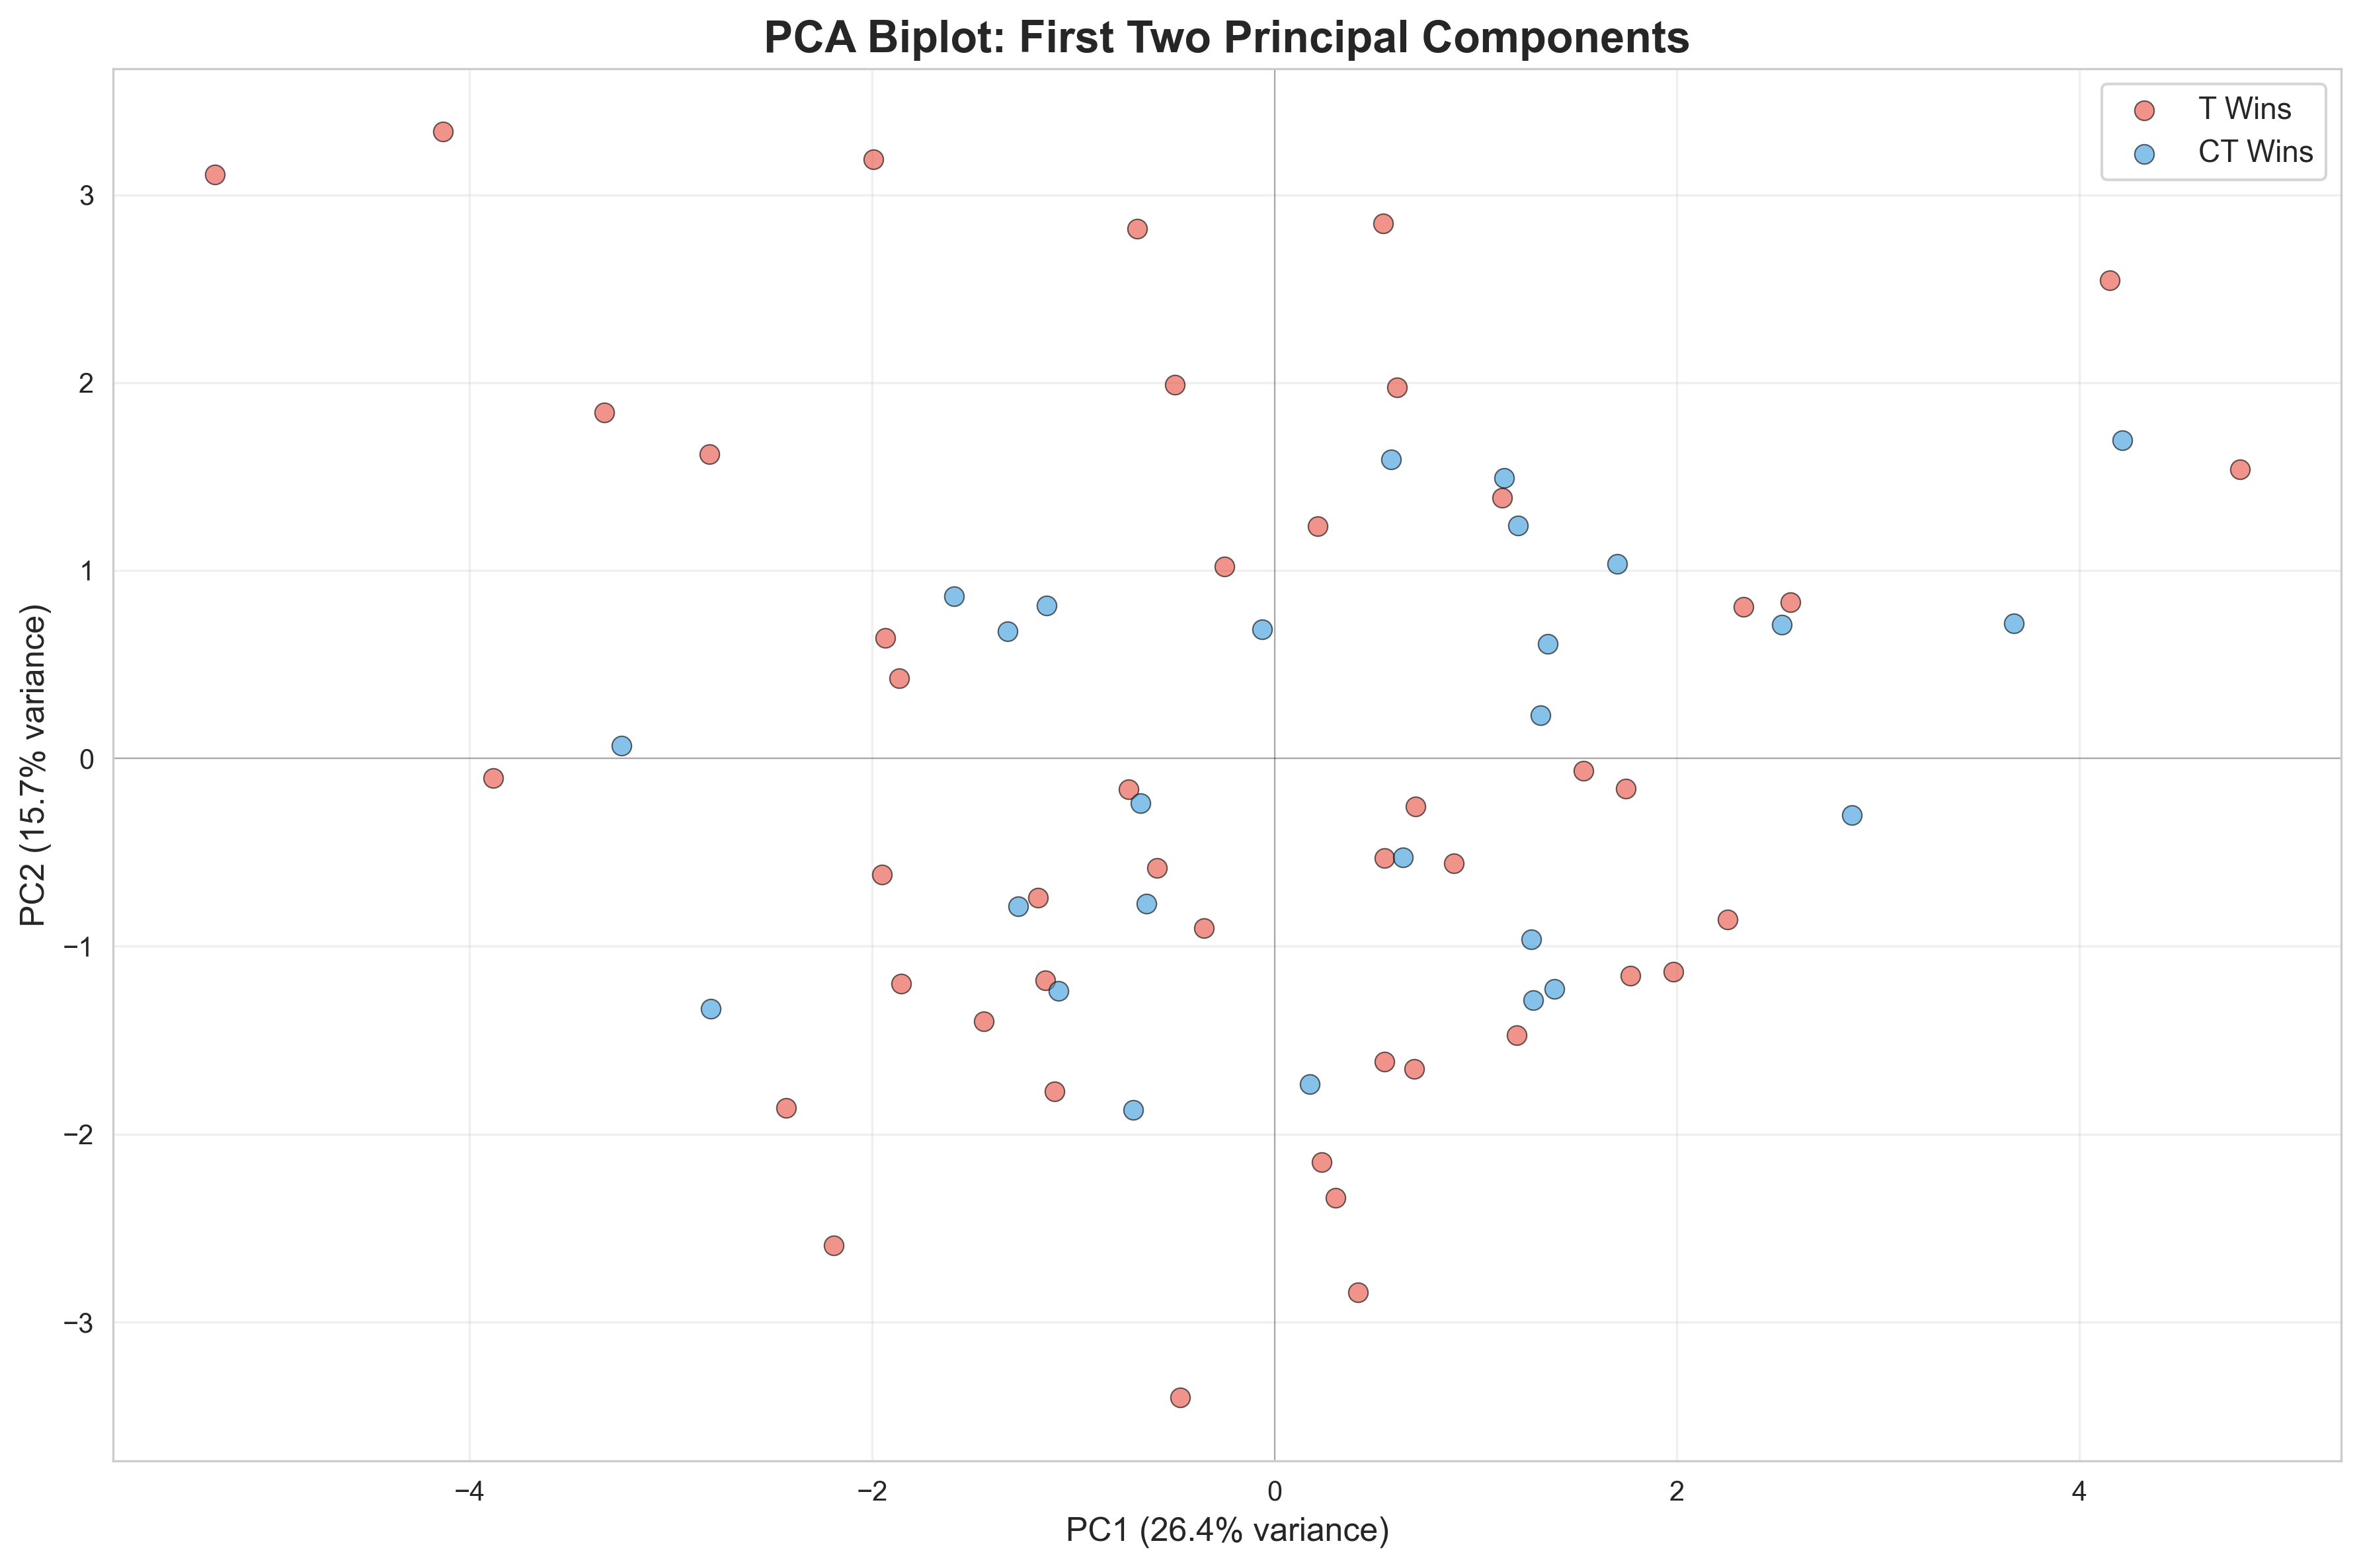 PCA Biplot: First Two Principal Components
T Wins
CT Wins
3
2
1
0
−1
−2
−3
PC2 (15.7% variance)
−4
−2
0
2
4
PC1 (26.4% variance)